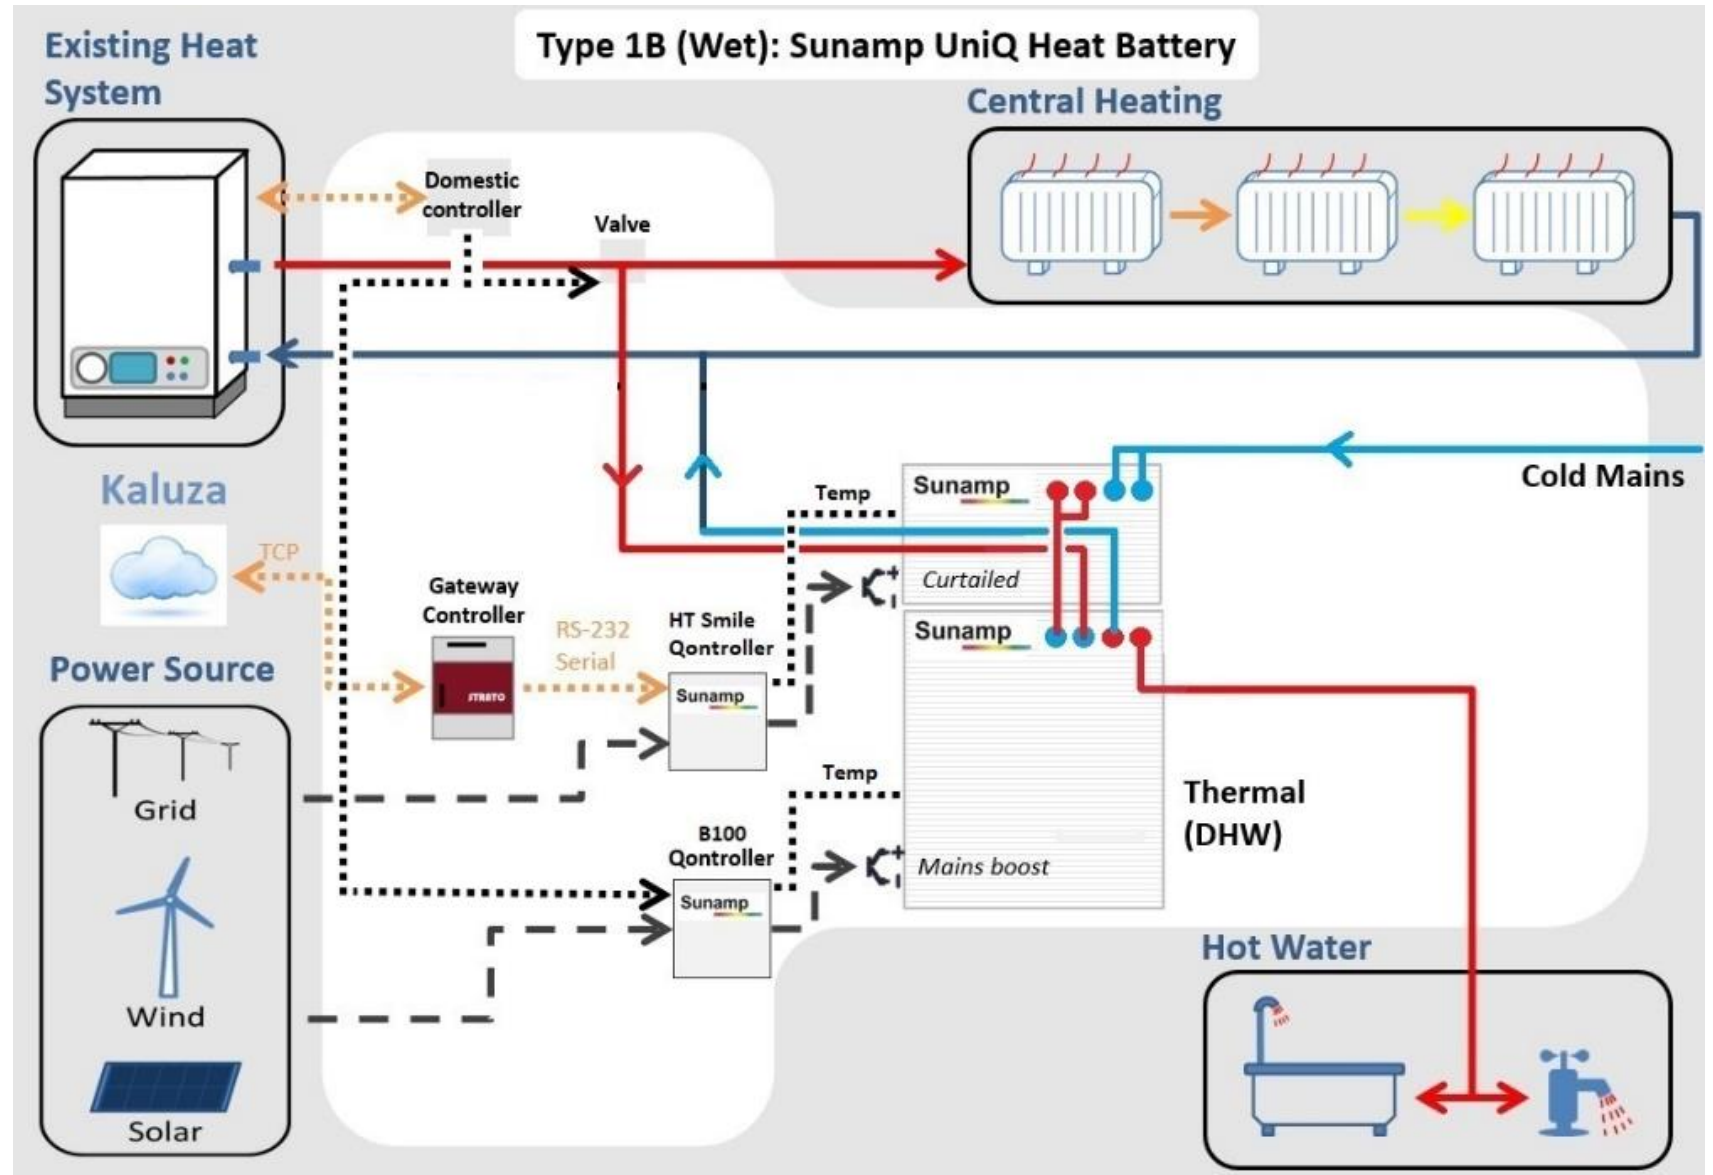 Type 1B (Wet): Sunamp UniQ Heat Battery
Existing Heat
System
Central Heating
Domestic
controller
Valve
Cold Mains
Kaluza
TCP
Temp
Sunamp
Curtailed
Gateway
Controller
RS-232
Serial
HT Smile
Qontroller
STRATO
Sunamp
Sunamp
Power Source
Grid
Wind
Solar
Temp
B100
Qontroller
Sunamp
Mains boost
Thermal
(DHW)
Hot Water